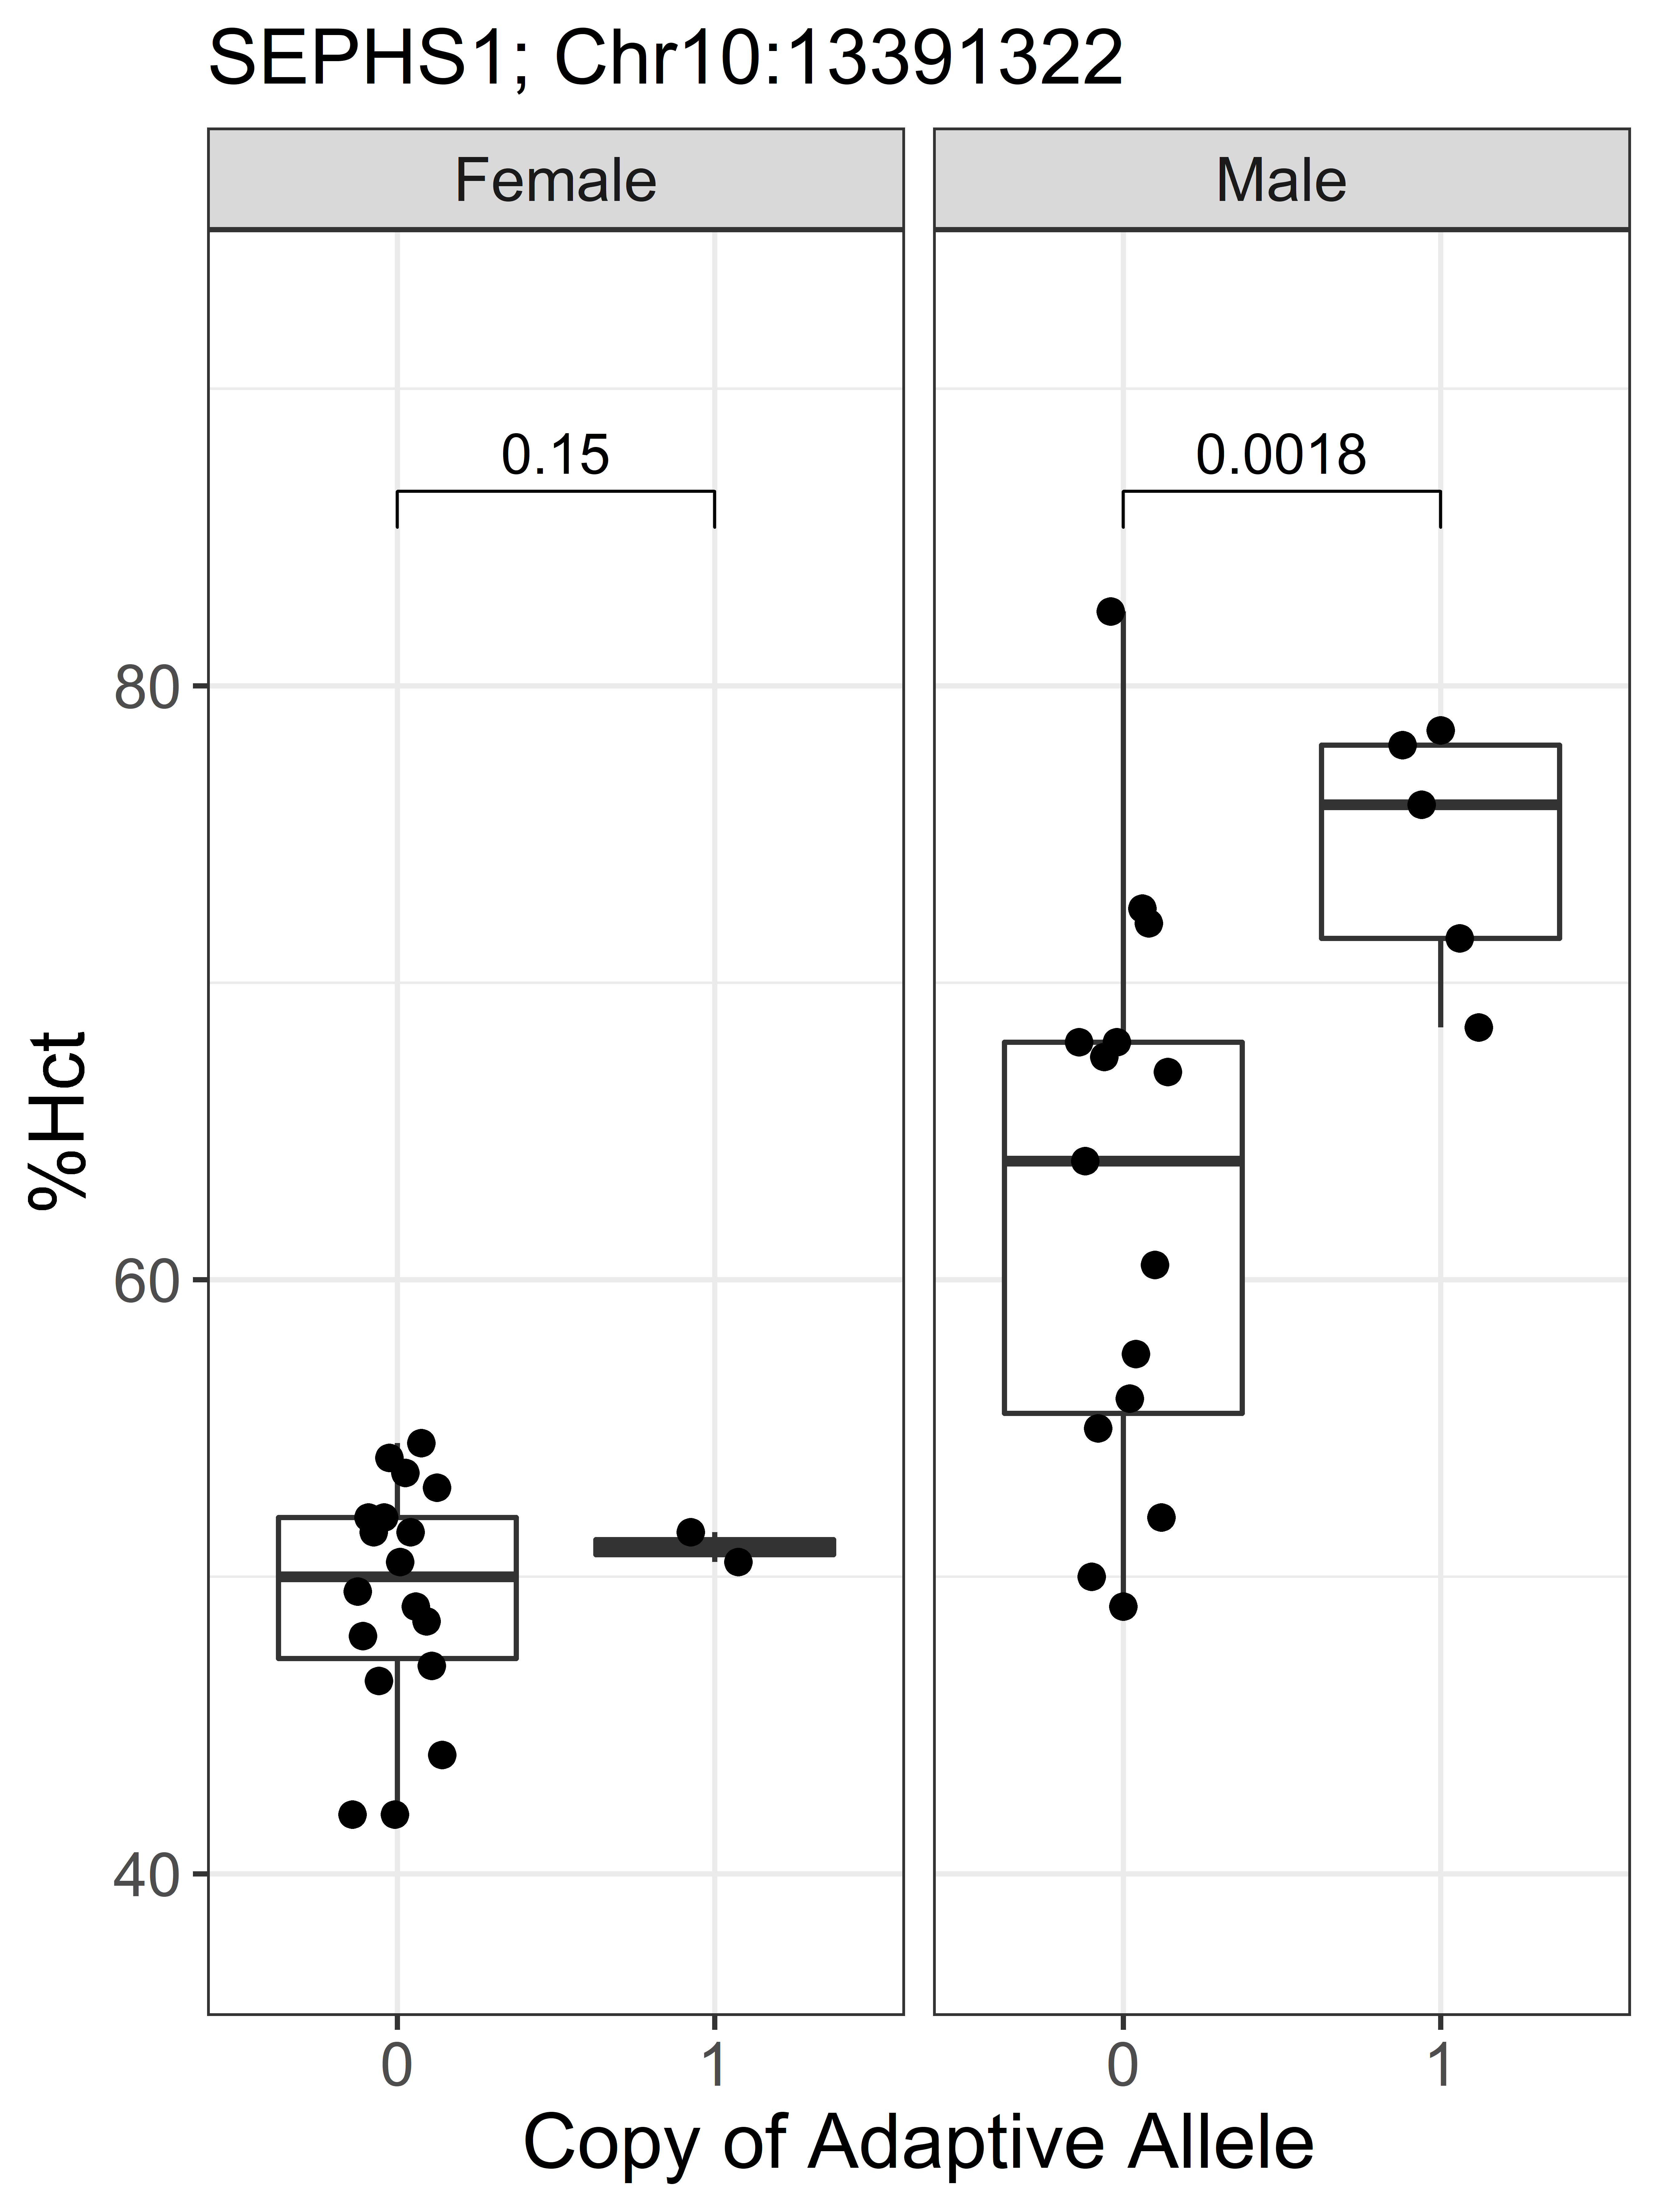 SEPHS1; Chr10:13391322
Female
Male
0.15
0.0018
80
60
40
%Hct
0
1
0
1
Copy of Adaptive Allele